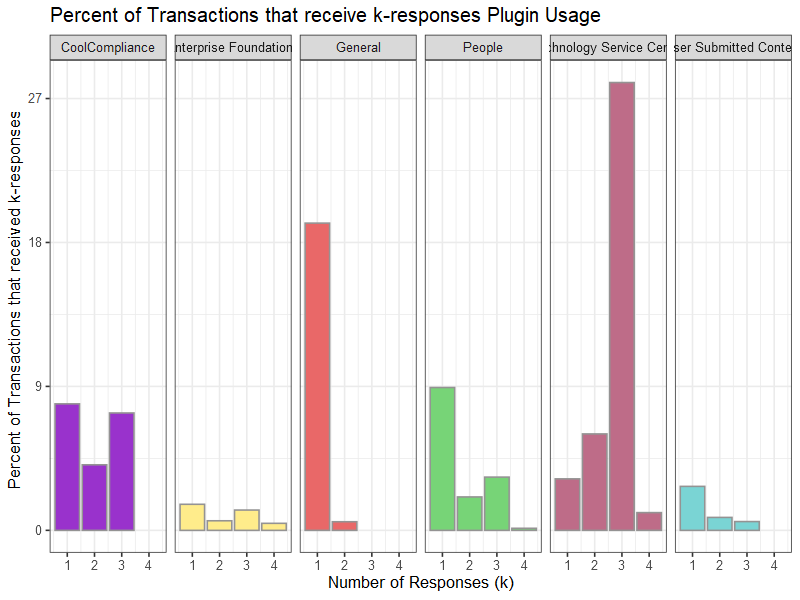 Percent of Transactions that receive k-responses Plugin Usage
CoolCompliance nterprise Foundation General People chnology Service Cen ser Submitted Conte
Percent of Transactions that received k-responses
27
18
9
0
1 2 3 4 1 2 3 4 1 2 3 4 1 2 3 4 1 2 3 4 1 2 3 4
Number of Responses (k)